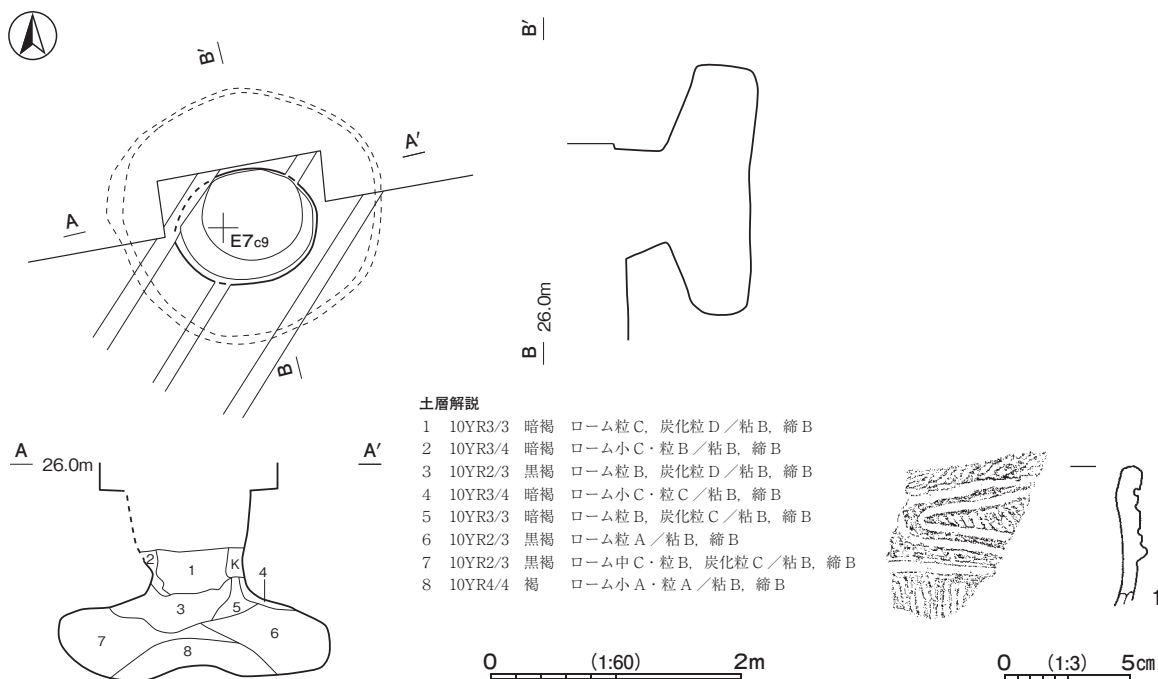 B'
A'
A
E7c9
B
B'
B 26.0m
A 26.0m A'
2
1
K
4
3
5
7
6
8
土層解説
1 10YR3/3 暗褐 ローム粒C，炭化粒D／粘B，締B
2 10YR3/4 暗褐 ローム小C・粒B／粘B，締B
3 10YR2/3 黒褐 ローム粒B，炭化粒D／粘B，締B
4 10YR3/4 暗褐 ローム小C・粒C／粘B，締B
5 10YR3/3 暗褐 ローム粒B，炭化粒C／粘B，締B
6 10YR2/3 黒褐 ローム粒A／粘B，締B
7 10YR2/3 黒褐 ローム中C・粒B，炭化粒C／粘B，締B
8 10YR4/4 褐 ローム小A・粒A／粘B，締B
1
0 (1:60) 2m
0 (1:3) 5cm